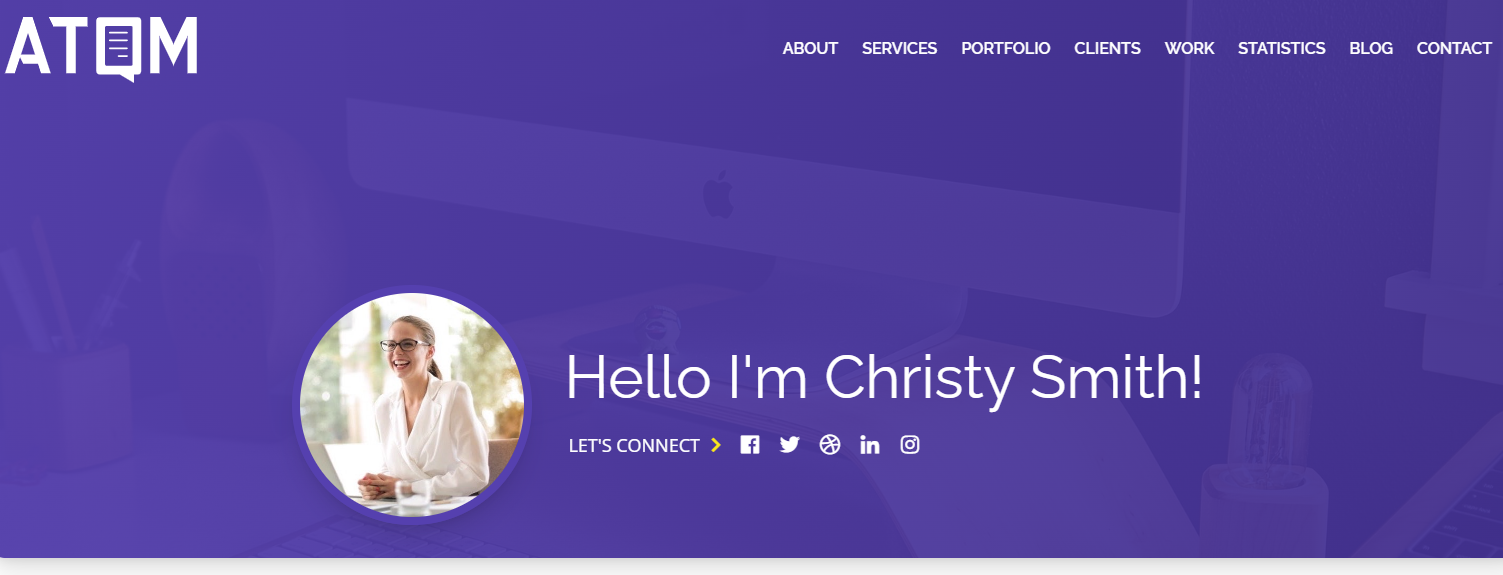 ATOM
ABOUT SERVICES PORTFOLIO CLIENTS WORK STATISTICS BLOG CONTACT
Hello I'm Christy Smith!
LET'S CONNECT